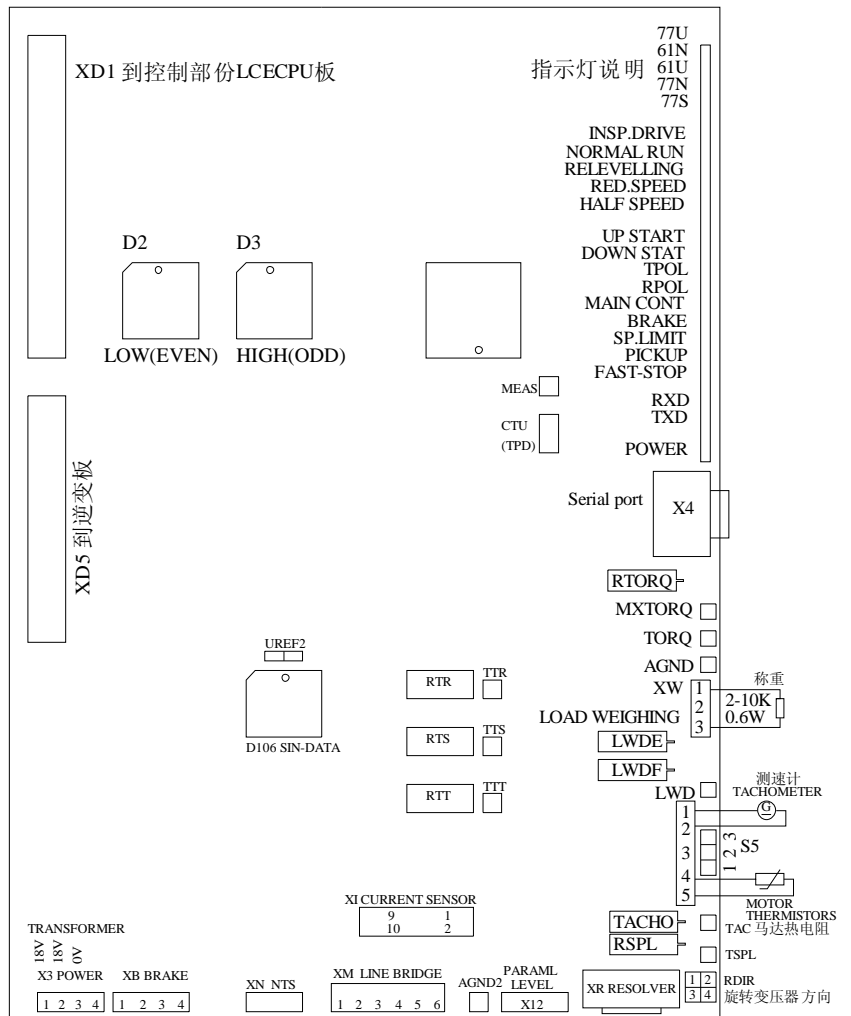 77U
61N
XD1 到控制部份LCECPU板
指示灯说明
61U
77N
77S
INSP.DRIVE
NORMAL RUN
RELEVELLING
RED.SPEED
HALF SPEED
D2
D3
UP START
DOWN STAT
TPOL
RPOL
MAIN CONT
BRAKE
SP.LIMIT
PICKUP
FAST-STOP
LOW(EVEN)
HIGH(ODD)
MEAS
RXD
TXD
CTU
(TPD)
POWER
XD5 到逆变板
Serial port
X4
RTORQ
MXTORQ
TORQ
AGND
UREF2
D106 SIN-DATA
RTR
TTR
RTS
TTS
RTT
TTT
称重
XW
1
2
3
2-10K
0.6W
LOAD WEIGHING
LWDE
LWDF
LWD
测速计
TACHOMETER
G
1
2
3
4
5
1 2 3
S5
MOTOR
THERMISTORS
XI CURRENT SENSOR
9 1
10 2
TACHO
TAC 马达热电阻
RSPL
TSPL
TRANSFORMER
18V
18V
0V
X3 POWER
1 2 3 4
XB BRAKE
1 2 3 4
XN NTS
XM LINE BRIDGE
1 2 3 4 5 6
AGND2
PARAML
LEVEL
X12
XR RESOLVER
1 2
3 4
RDIR
旋转变压器方向